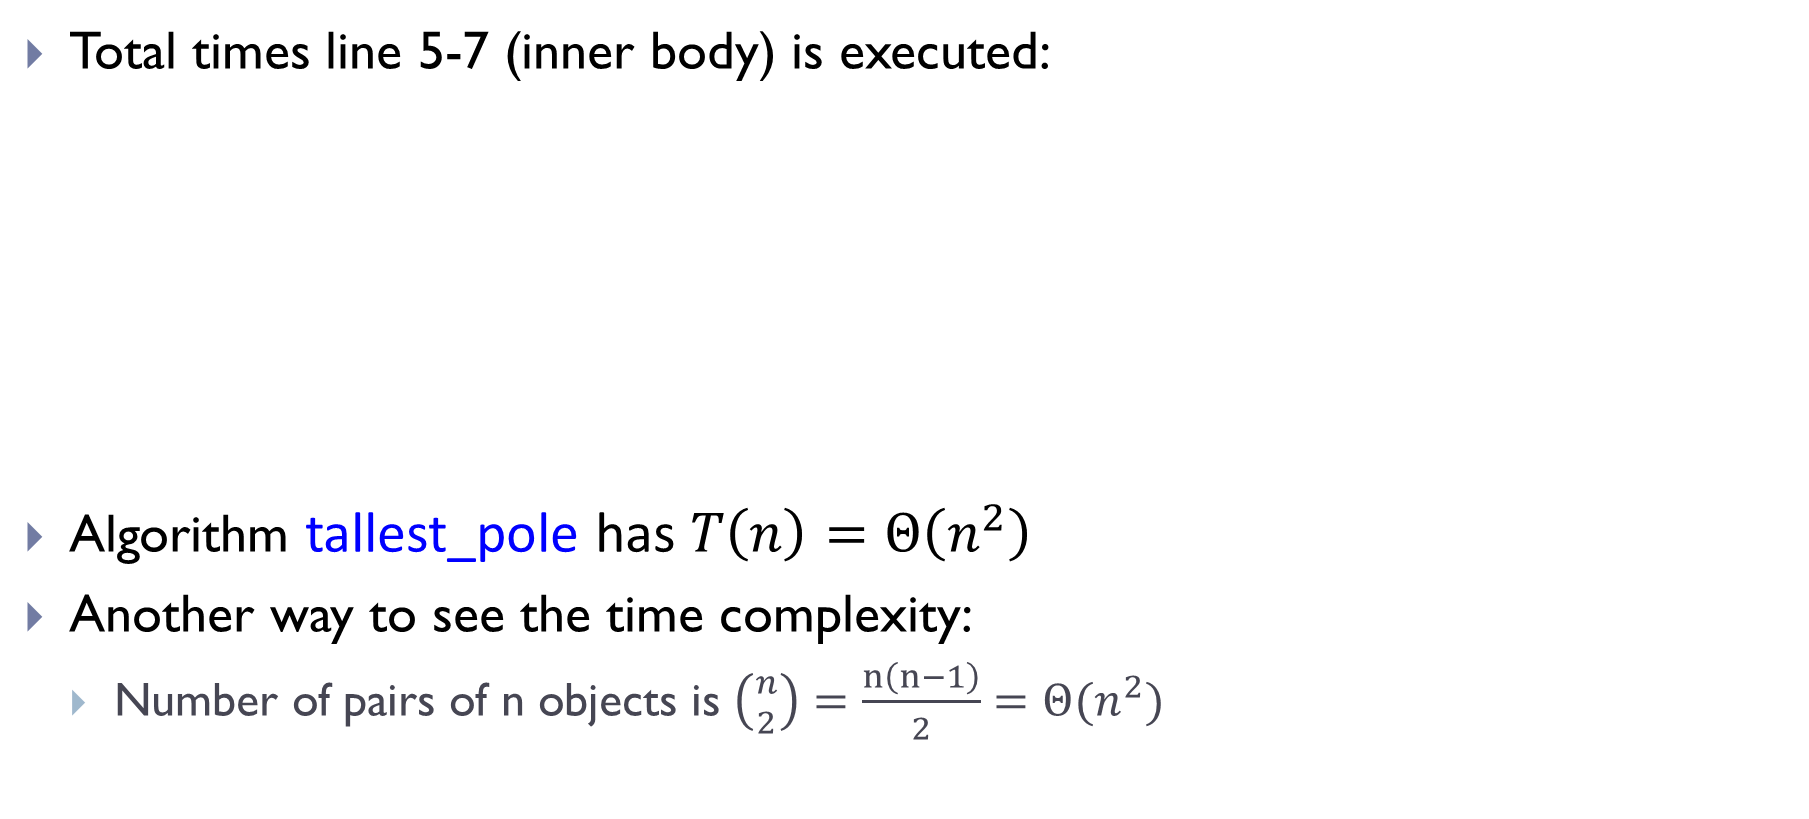 Total times line 5-7 (inner body) is executed:
Algorithm tallest_pole has T(n) = Θ(n²)
Another way to see the time complexity:
Number of pairs of n objects is (n 2) = n(n−1)/2 = Θ(n²)